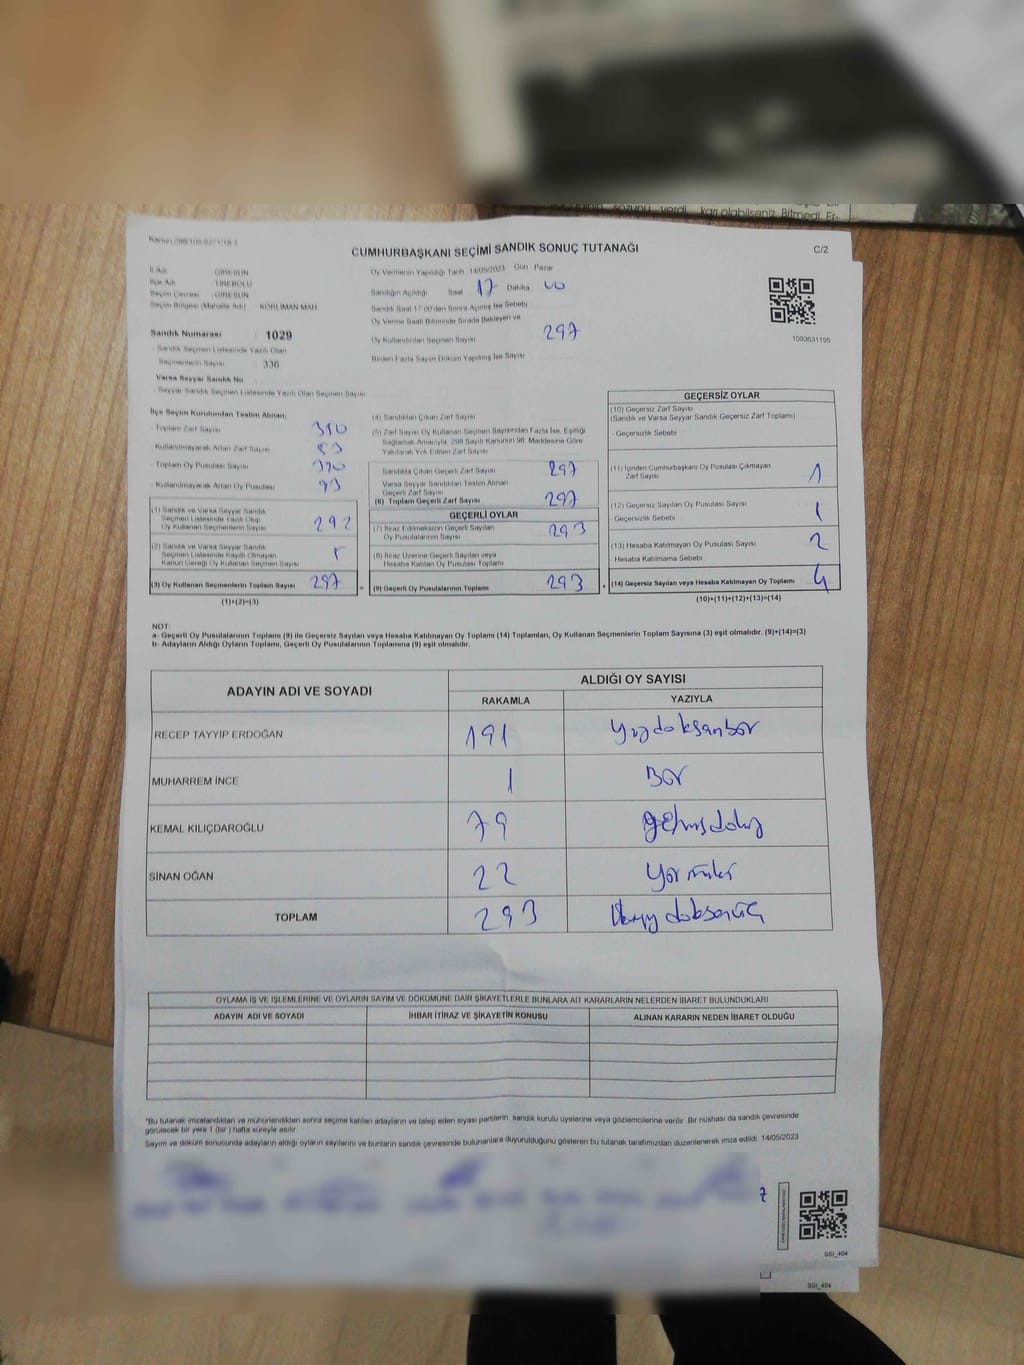 CUMHURBAŞKANI SEÇİMİ SANDIK SONUÇ TUTANAĞI
C/2
İl Adı : GİRESUN
İlçe Adı : TİREBOLU
Seçim Çevresi : GİRESUN
Seçim Bölgesi (Mahalle Adı) : KÖRLİMAN MAH
Sandık Numarası : 1029
Sandık Seçmen Listesinde Yazılı Olan
Seçmenlerin Sayısı : 336
Varsa Seyyar Sandık No
Seyyar Sandık Seçmen Listesinde Yazılı Olan Seçmen Sayısı
Oy Vermenin Yapıldığı Tarih 14/05/2023 Gün Pazar
Sandığın Açıldığı Saat 17 Dakika 00
Sandık Saat 17.00'den Sonra Açılmış İse Sebebi
Oy Verme Saati Bitiminde Sırada Bekleyen ve
Oy Kullandırılan Seçmen Sayısı 297
Birden Fazla Sayım Döküm Yapılmış İse Sayısı
1093631195
İlçe Seçim Kurulundan Teslim Alınan;
Toplam Zarf Sayısı
Kullanılmayarak Artan Zarf Sayısı
Toplam Oy Pusulası Sayısı
Kullanılmayarak Artan Oy Pusulası 93
(1) Sandık ve Varsa Seyyar Sandık
Seçmen Listesinde Yazılı Olup
Oy Kullanan Seçmenlerin Sayısı 292
(2) Sandık ve Varsa Seyyar Sandık
Seçmen Listesinde Kayıtlı Olmayan
Kanun Gereği Oy Kullanan Seçmen Sayısı 5
(3) Oy Kullanan Seçmenlerin Toplam Sayısı 297
(1)+(2)=(3)
(4) Sandıktan Çıkan Zarf Sayısı
(5) Zarf Sayısı Oy Kullanan Seçmen Sayısından Fazla İse, Eşitliği
Sağlamak Amacıyla, 298 Sayılı Kanunun 98. Maddesine Göre
Yakılarak Yok Edilen Zarf Sayısı
Sandıkta Çıkan Geçerli Zarf Sayısı 297
Varsa Seyyar Sandıktan Teslim Alınan
Geçerli Zarf Sayısı
(6) Toplam Geçerli Zarf Sayısı 297
GEÇERLİ OYLAR
(7) İtiraz Edilmeksizin Geçerli Sayılan
Oy Pusulalarının Sayısı 293
(8) İtiraz Üzerine Geçerli Sayılan veya
Hesaba Katılan Oy Pusulası Toplamı
(9) Geçerli Oy Pusulalarının Toplamı 293
GEÇERSİZ OYLAR
(10) Geçersiz Zarf Sayısı
(Sandık ve Varsa Seyyar Sandık Geçersiz Zarf Toplamı)
- Geçersizlik Sebebi
(11) İçinden Cumhurbaşkanı Oy Pusulası Çıkmayan
Zarf Sayısı 1
(12) Geçersiz Sayılan Oy Pusulası Sayısı 1
- Geçersizlik Sebebi
(13) Hesaba Katılmayan Oy Pusulası Sayısı 2
- Hesaba Katılmama Sebebi
(14) Geçersiz Sayılan veya Hesaba Katılmayan Oy Toplamı 4
(10)+(11)+(12)+(13)=(14)
NOT:
a- Geçerli Oy Pusulalarının Toplamı (9) ile Geçersiz Sayılan veya Hesaba Katılmayan Oy Toplamı (14) Toplamları, Oy Kullanan Seçmenlerin Toplam Sayısına (3) eşit olmalıdır. (9)+(14)=(3)
b- Adayların Aldığı Oyların Toplamı, Geçerli Oy Pusulalarının Toplamına (9) eşit olmalıdır.
ADAYIN ADI VE SOYADI
ALDIĞI OY SAYISI
RAKAMLA YAZIYLA
RECEP TAYYİP ERDOĞAN 191 Yüzdoksanbir
MUHARREM İNCE 1 Bir
KEMAL KILIÇDAROĞLU 79 yetmişdokuz
SİNAN OĞAN 22 Yirmiiki
TOPLAM 293 İkiyüzdoksanüç
OYLAMA İŞ VE İŞLEMLERİNE VE OYLARIN SAYIM VE DÖKÜMÜNE DAİR ŞİKAYETLERLE BUNLARA AİT KARARLARIN NELERDEN İBARET BULUNDUKLARI
ADAYIN ADI VE SOYADI
İHBAR İTİRAZ VE ŞİKAYETİN KONUSU
ALINAN KARARIN NEDEN İBARET OLDUĞU
*Bu tutanak imzalandıktan ve mühürlendikten sonra seçime katılan adayların ve talep eden siyasi partilerin sandık kurulu üyelerine veya gözlemcilerine verilir. Bir nüshası da sandık çevresinde
görülecek bir yere 1 (bir) hafta süreyle asılır
Sayım ve döküm sonucunda adayların aldığı oyların sayılarını ve bunların sandık çevresinde bulunanlara duyurulduğunu gösteren bu tutanak tarafımızdan düzenlenerek imza edildi. 14/05/2023
SSI_404
SSI_404